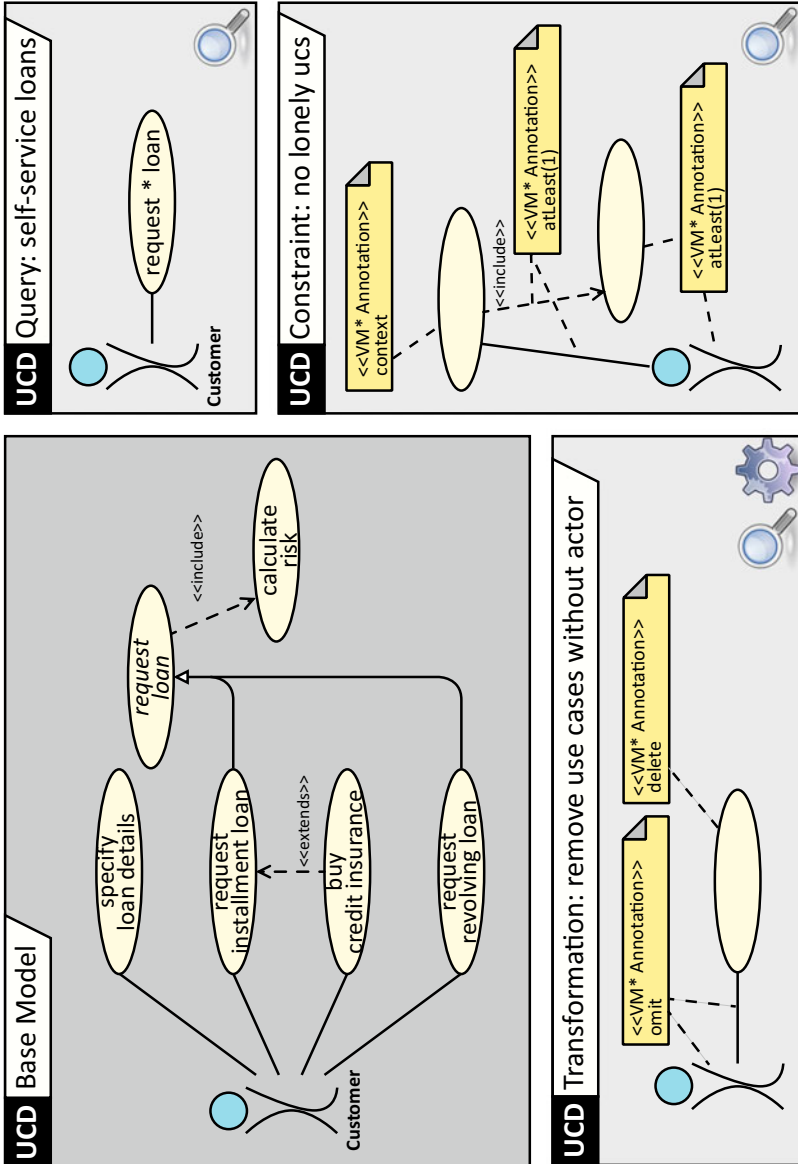 UCD Base Model
specify
loan details
request
loan
<<include>>
calculate
risk
request
installment loan
<<extends>>
buy
credit insurance
request
revolving loan
Customer
UCD Query: self-service loans
request * loan
Customer
UCD Transformation: remove use cases without actor
<<VM* Annotation>>
omit
<<VM* Annotation>>
delete
UCD Constraint: no lonely ucs
<<VM* Annotation>>
context
<<include>>
<<VM* Annotation>>
atLeast(1)
<<VM* Annotation>>
atLeast(1)